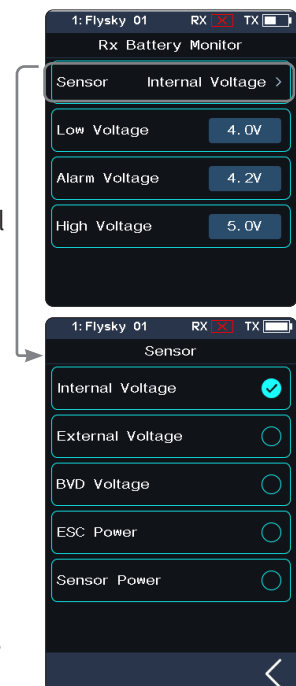 1: Flysky 01 RX TX
Rx Battery Monitor
Sensor Internal Voltage >
Low Voltage 4.0V
Alarm Voltage 4.2V
l
High Voltage 5.0V
1: Flysky 01 RX TX
Sensor
Internal Voltage
External Voltage
BVD Voltage
ESC Power
Sensor Power